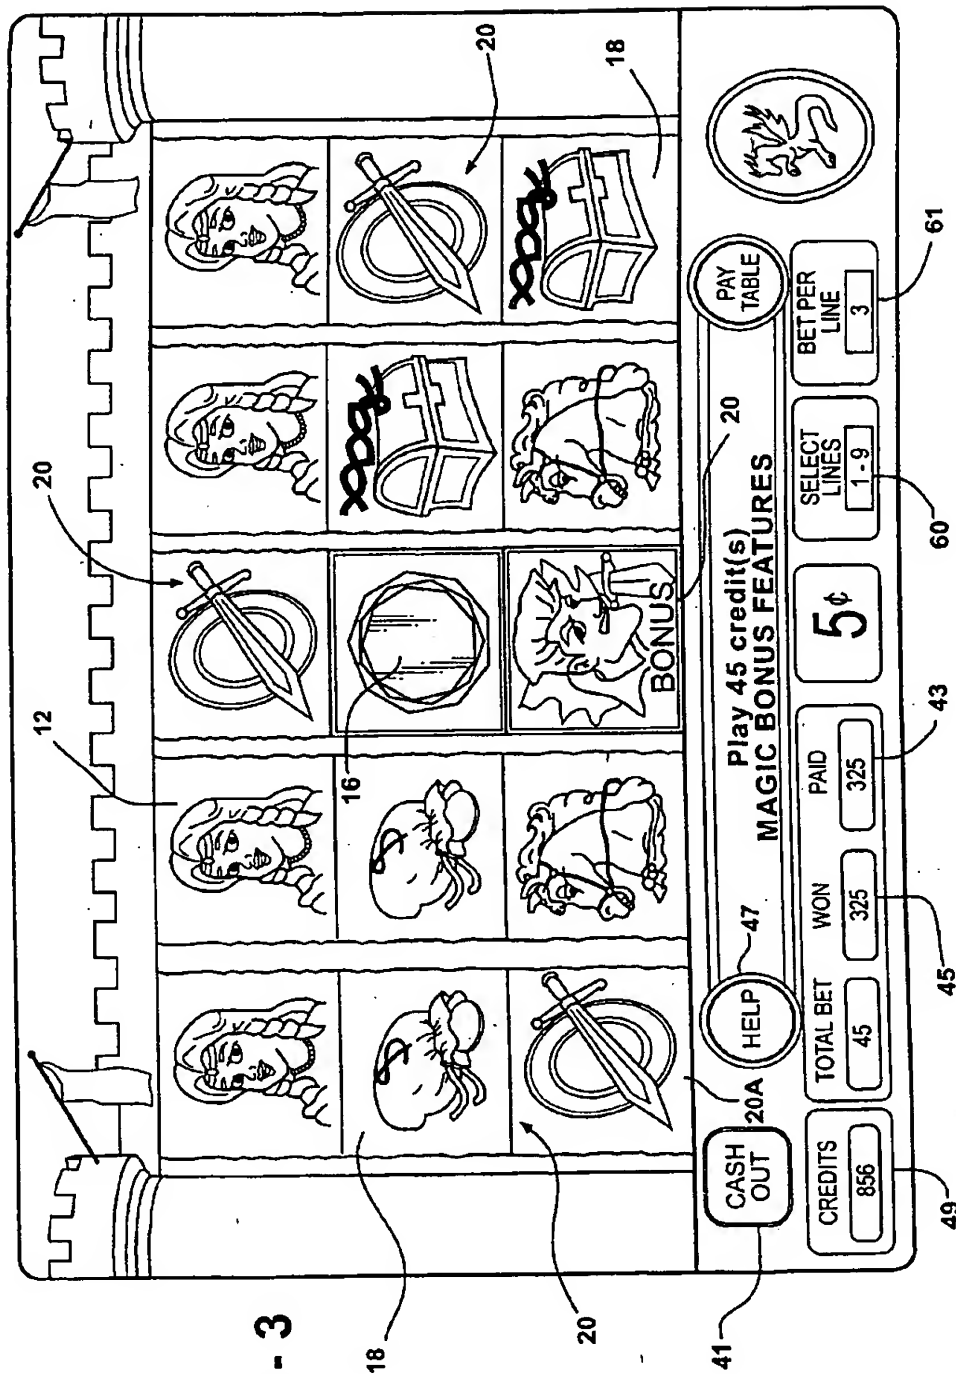 20
12
20
18
16
BONUS
18
20
20A
20
41
CASH
OUT
HELP
47
Play 45 credit(s)
MAGIC BONUS FEATURES
PAY
TABLE
CREDITS
856
TOTAL BET
45
WON
325
PAID
325
5¢
SELECT
LINES
1 - 9
BET PER
LINE
3
49
45
43
60
20
61
- 3